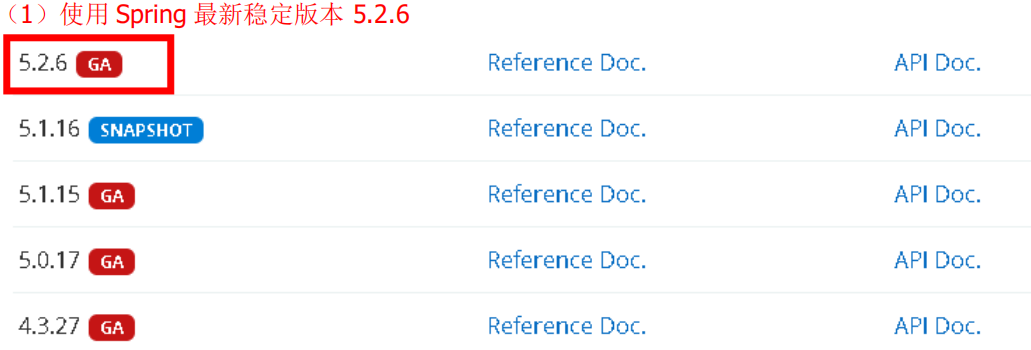 （1）使用 Spring 最新稳定版本 5.2.6
5.2.6 GA Reference Doc. API Doc.
5.1.16 SNAPSHOT Reference Doc. API Doc.
5.1.15 GA Reference Doc. API Doc.
5.0.17 GA Reference Doc. API Doc.
4.3.27 GA Reference Doc. API Doc.